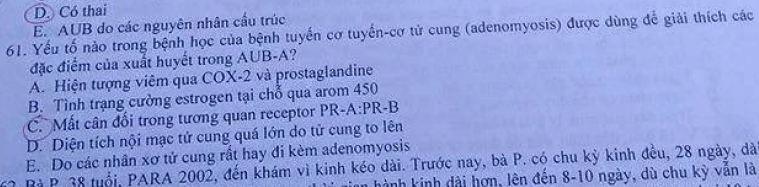 D. Có thai
E. AUB do các nguyên nhân cấu trúc
61. Yếu tố nào trong bệnh học của bệnh tuyến cơ tuyến-cơ tử cung (adenomyosis) được dùng để giải thích các
đặc điểm của xuất huyết trong AUB-A?
A. Hiện tượng viêm qua COX-2 và prostaglandine
B. Tình trạng cường estrogen tại chỗ qua arom 450
C. Mất cân đối trong tương quan receptor PR-A:PR-B
D. Diện tích nội mạc tử cung quá lớn do tử cung to lên
E. Do các nhân xơ tử cung rất hay đi kèm adenomyosis
Bà P. 38 tuổi, PARA 2002, đến khám vì kinh kéo dài. Trước nay, bà P. có chu kỳ kinh đều, 28 ngày, dài
hành kinh dài hơn, lên đến 8-10 ngày, dù chu kỳ vẫn là